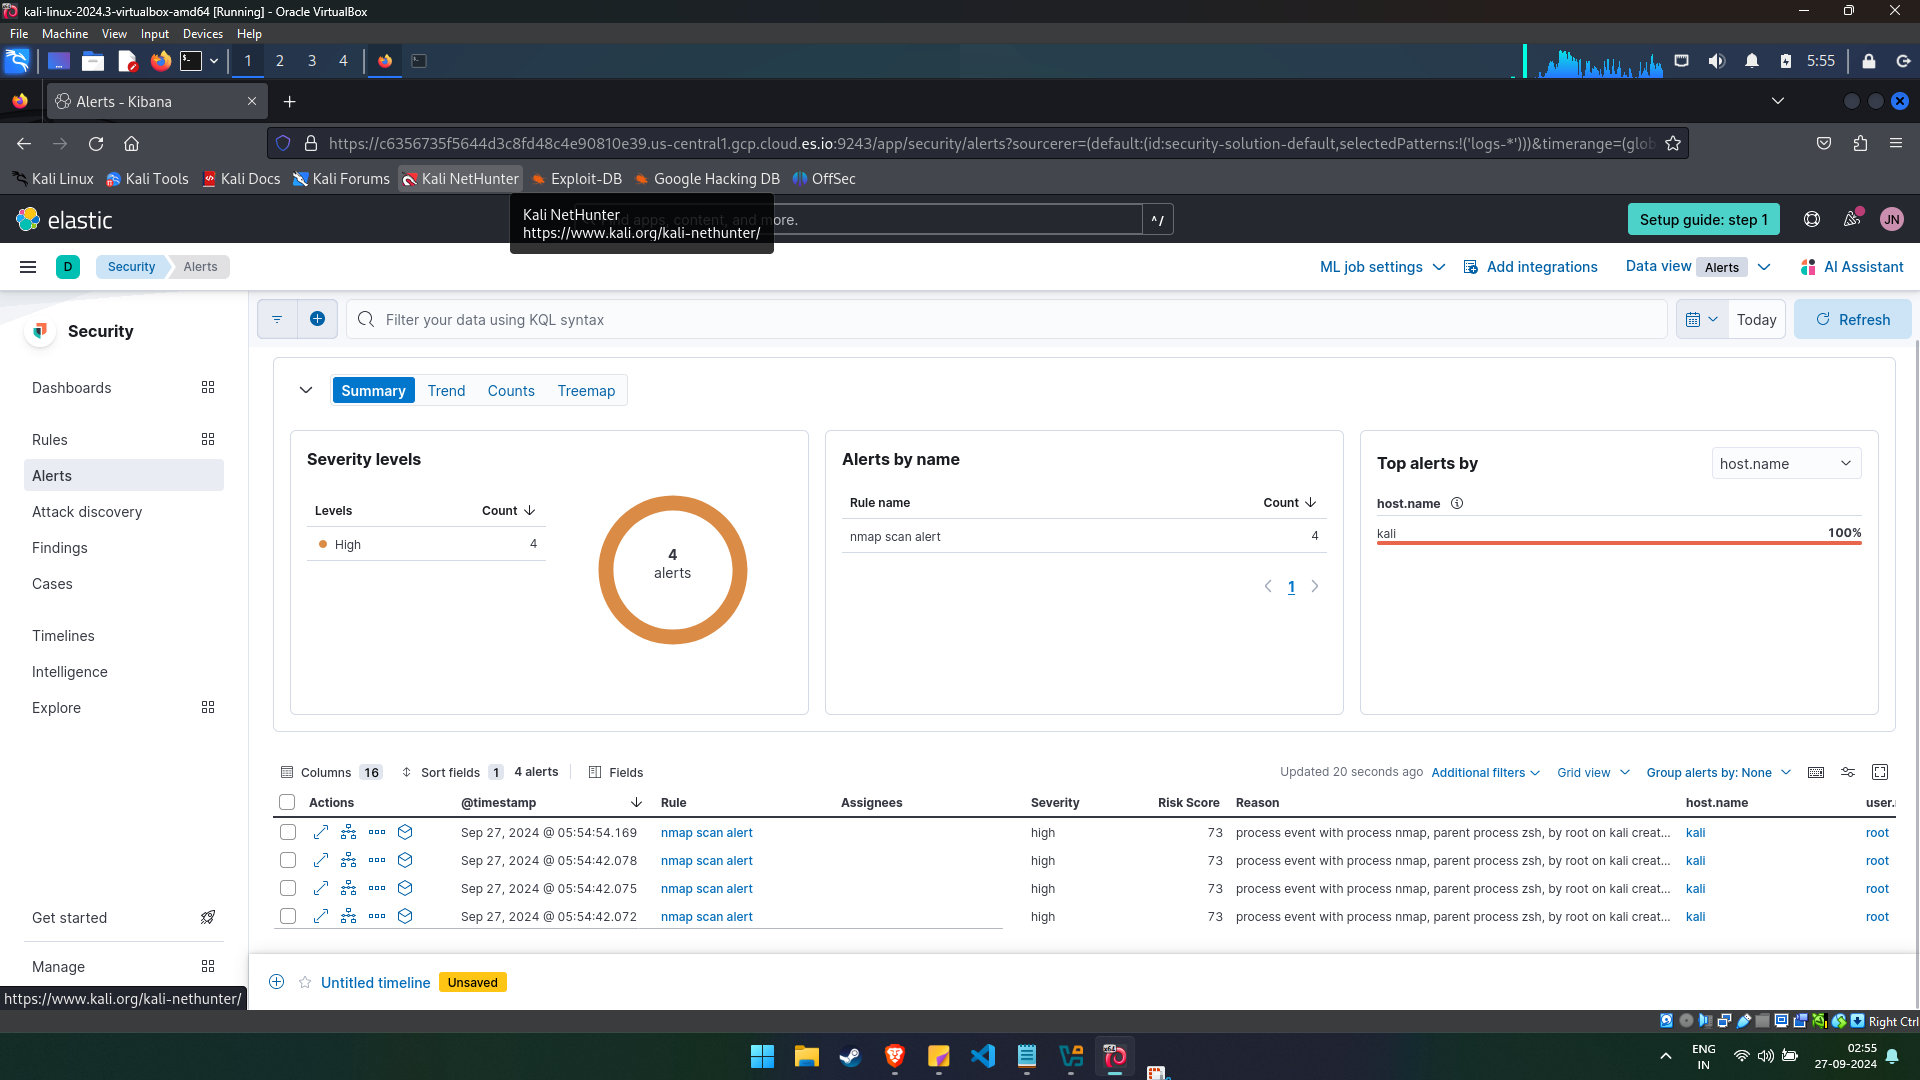 kali-linux-2024.3-virtualbox-amd64 [Running] - Oracle VirtualBox
File Machine View Input Devices Help
1 2 3 4 5:55
Alerts - Kibana
https://c6356735f5644d3c8fd48c4e90810e39.us-central1.gcp.cloud.es.io:9243/app/security/alerts?sourcerer=(default:(id:security-solution-default,selectedPatterns:!('logs-*')))&timerange=(glob
Kali Linux Kali Tools Kali Docs Kali Forums Kali NetHunter Exploit-DB Google Hacking DB OffSec
elastic apps, content, and more. ^/ Setup guide: step 1 JN
Kali NetHunter
https://www.kali.org/kali-nethunter/
D Security Alerts ML job settings Add integrations Data view Alerts AI Assistant
Security
Filter your data using KQL syntax Today Refresh
Dashboards
Rules
Alerts
Attack discovery
Findings
Cases
Timelines
Intelligence
Explore
Get started
Manage
Summary Trend Counts Treemap
Severity levels
Levels Count
High 4
4
alerts
Alerts by name
Rule name Count
nmap scan alert 4
1
Top alerts by host.name
host.name
kali 100%
Columns 16 Sort fields 1 4 alerts Fields Updated 20 seconds ago Additional filters Grid view Group alerts by: None
Actions @timestamp Rule Assignees Severity Risk Score Reason host.name user.
Sep 27, 2024 @ 05:54:54.169 nmap scan alert high 73 process event with process nmap, parent process zsh, by root on kali creat... kali root
Sep 27, 2024 @ 05:54:42.078 nmap scan alert high 73 process event with process nmap, parent process zsh, by root on kali creat... kali root
Sep 27, 2024 @ 05:54:42.075 nmap scan alert high 73 process event with process nmap, parent process zsh, by root on kali creat... kali root
Sep 27, 2024 @ 05:54:42.072 nmap scan alert high 73 process event with process nmap, parent process zsh, by root on kali creat... kali root
Untitled timeline Unsaved
https://www.kali.org/kali-nethunter/
Right Ctrl
ENG
IN
02:55
27-09-2024